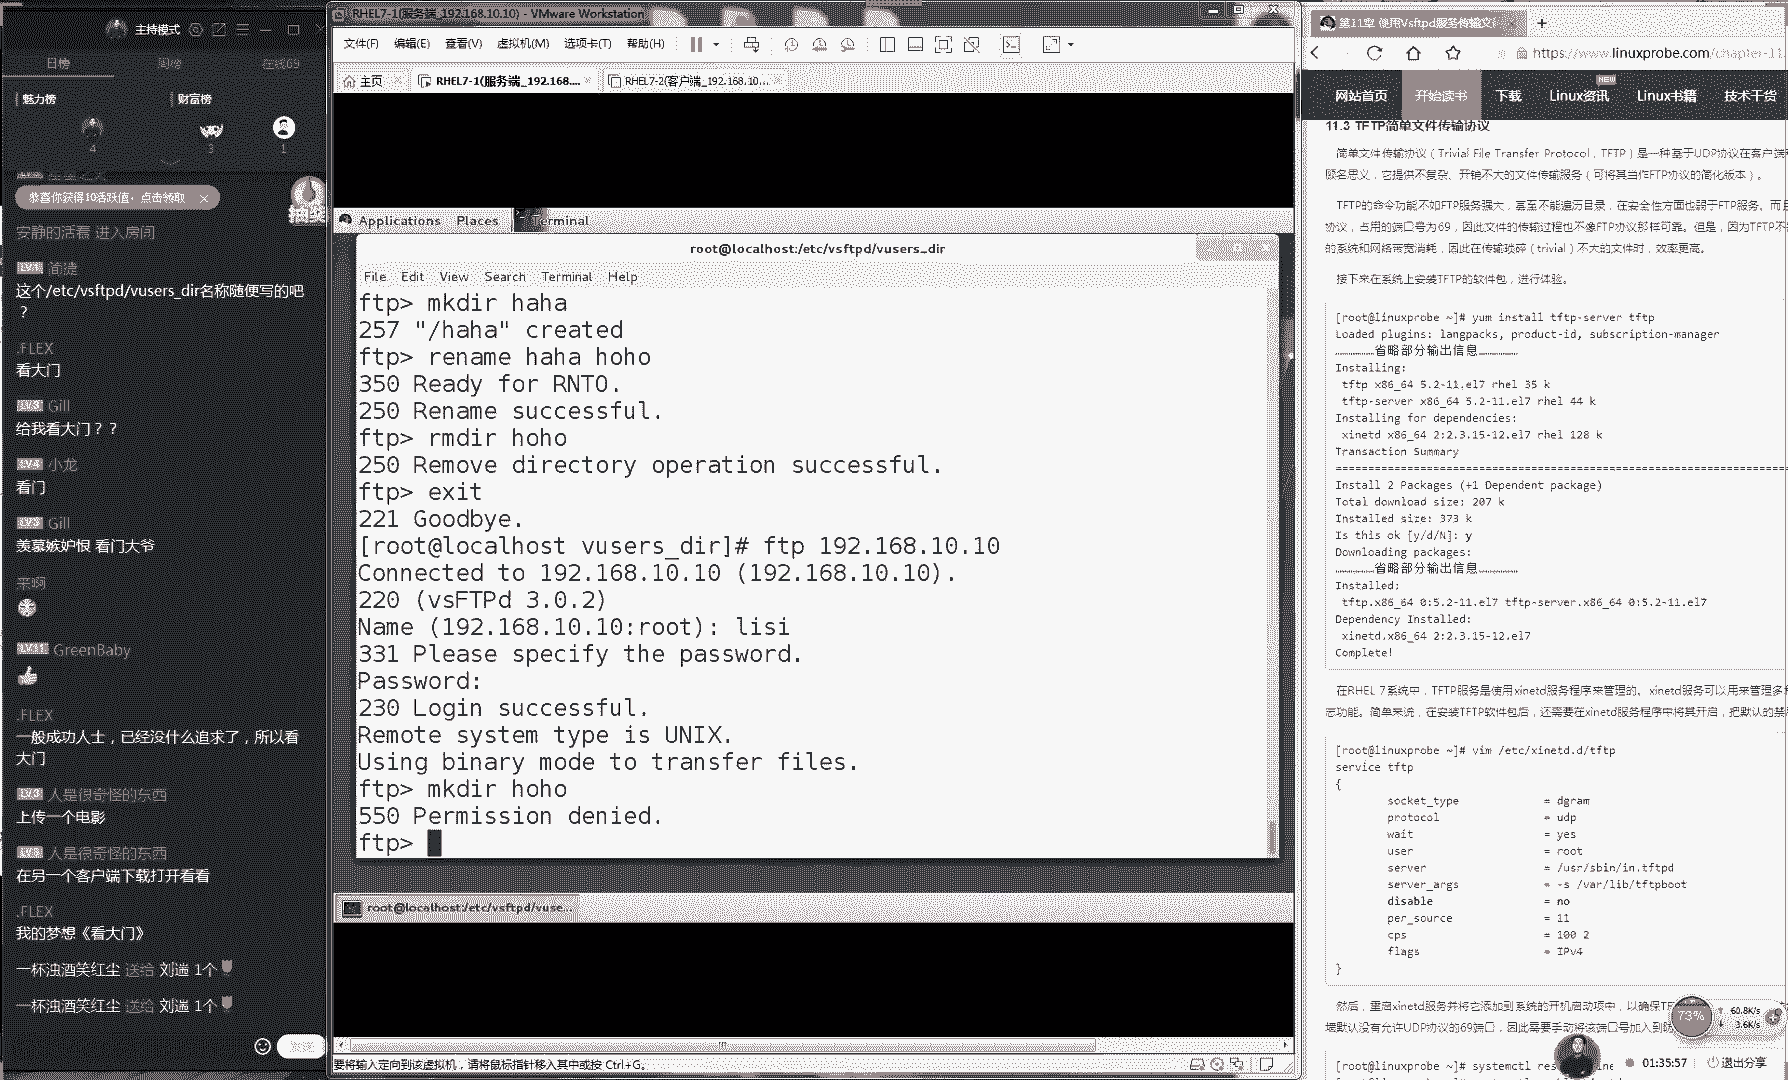 主持模式
日榜
周榜
在线69
魅力榜
财富榜
4
3
1
恭喜你获得10活跃值，点击领取
抽奖
安静的活着 进入房间
LV.1 简捷
这个/etc/vsftpd/vusers_dir名称随便写的吧
？
.FLEX
看大门
LV.3 Gill
给我看大门？？
LV.4 小龙
看门
LV.3 Gill
羡慕嫉妒恨 看门大爷
来啊
LV.11 GreenBaby
.FLEX
一般成功人士，已经没什么追求了，所以看
大门
LV.3 人是很奇怪的东西
上传一个电影
LV.3 人是很奇怪的东西
在另一个客户端下载打开看看
.FLEX
我的梦想《看大门》
一杯浊酒笑红尘 送给 刘遄 1个
一杯浊酒笑红尘 送给 刘遄 1个
发送
RHEL7-1(服务端_192.168.10.10) - VMware Workstation
文件(F) 编辑(E) 查看(V) 虚拟机(M) 选项卡(T) 帮助(H)
主页
RHEL7-1(服务端_192.168....
RHEL7-2(客户端_192.168.10...
Applications Places Terminal
root@localhost:/etc/vsftpd/vusers_dir
File Edit View Search Terminal Help
ftp> mkdir haha
257 "/haha" created
ftp> rename haha hoho
350 Ready for RNTO.
250 Rename successful.
ftp> rmdir hoho
250 Remove directory operation successful.
ftp> exit
221 Goodbye.
[root@localhost vusers_dir]# ftp 192.168.10.10
Connected to 192.168.10.10 (192.168.10.10).
220 (vsFTPd 3.0.2)
Name (192.168.10.10:root): lisi
331 Please specify the password.
Password:
230 Login successful.
Remote system type is UNIX.
Using binary mode to transfer files.
ftp> mkdir hoho
550 Permission denied.
ftp>
root@localhost:/etc/vsftpd/vuse...
要将输入定向到该虚拟机，请将鼠标指针移入其中或按 Ctrl+G。
第11章 使用Vsftpd服务传输文
https://www.linuxprobe.com/chapter-11
NEW
网站首页 开始读书 下载 Linux资讯 Linux书籍 技术干货
11.3 TFTP简单文件传输协议
简单文件传输协议（Trivial File Transfer Protocol，TFTP）是一种基于UDP协议在客户端和
顾名思义，它提供不复杂、开销不大的文件传输服务（可将其当作FTP协议的简化版本）。
TFTP的命令功能不如FTP服务强大，甚至不能遍历目录，在安全性方面也弱于FTP服务。而且
协议，占用的端口号为69，因此文件的传输过程也不像FTP协议那样可靠。但是，因为TFTP不
的系统和网络带宽消耗，因此在传输琐碎（trivial）不大的文件时，效率更高。
接下来在系统上安装TFTP的软件包，进行体验。
[root@linuxprobe ~]# yum install tftp-server tftp
Loaded plugins: langpacks, product-id, subscription-manager
………………省略部分输出信息………………
Installing:
tftp x86_64 5.2-11.el7 rhel 35 k
tftp-server x86_64 5.2-11.el7 rhel 44 k
Installing for dependencies:
xinetd x86_64 2:2.3.15-12.el7 rhel 128 k
Transaction Summary
================================================
Install 2 Packages (+1 Dependent package)
Total download size: 207 k
Installed size: 373 k
Is this ok [y/d/N]: y
Downloading packages:
………………省略部分输出信息………………
Installed:
tftp.x86_64 0:5.2-11.el7 tftp-server.x86_64 0:5.2-11.el7
Dependency Installed:
xinetd.x86_64 2:2.3.15-12.el7
Complete!
在RHEL 7系统中，TFTP服务是使用xinetd服务程序来管理的。xinetd服务可以用来管理多
志功能。简单来说，在安装TFTP软件包后，还需要在xinetd服务程序中将其开启，把默认的禁
[root@linuxprobe ~]# vim /etc/xinetd.d/tftp
service tftp
{
socket_type = dgram
protocol = udp
wait = yes
user = root
server = /usr/sbin/in.tftpd
server_args = -s /var/lib/tftpboot
disable = no
per_source = 11
cps = 100 2
flags = IPv4
}
然后，重启xinetd服务并将它添加到系统的开机启动项中，以确保TF
墙默认没有允许UDP协议的69端口，因此需要手动将该端口号加入到防
73%
60.8K/s
3.6K/s
[root@linuxprobe ~]# systemctl res
01:35:57
退出分享